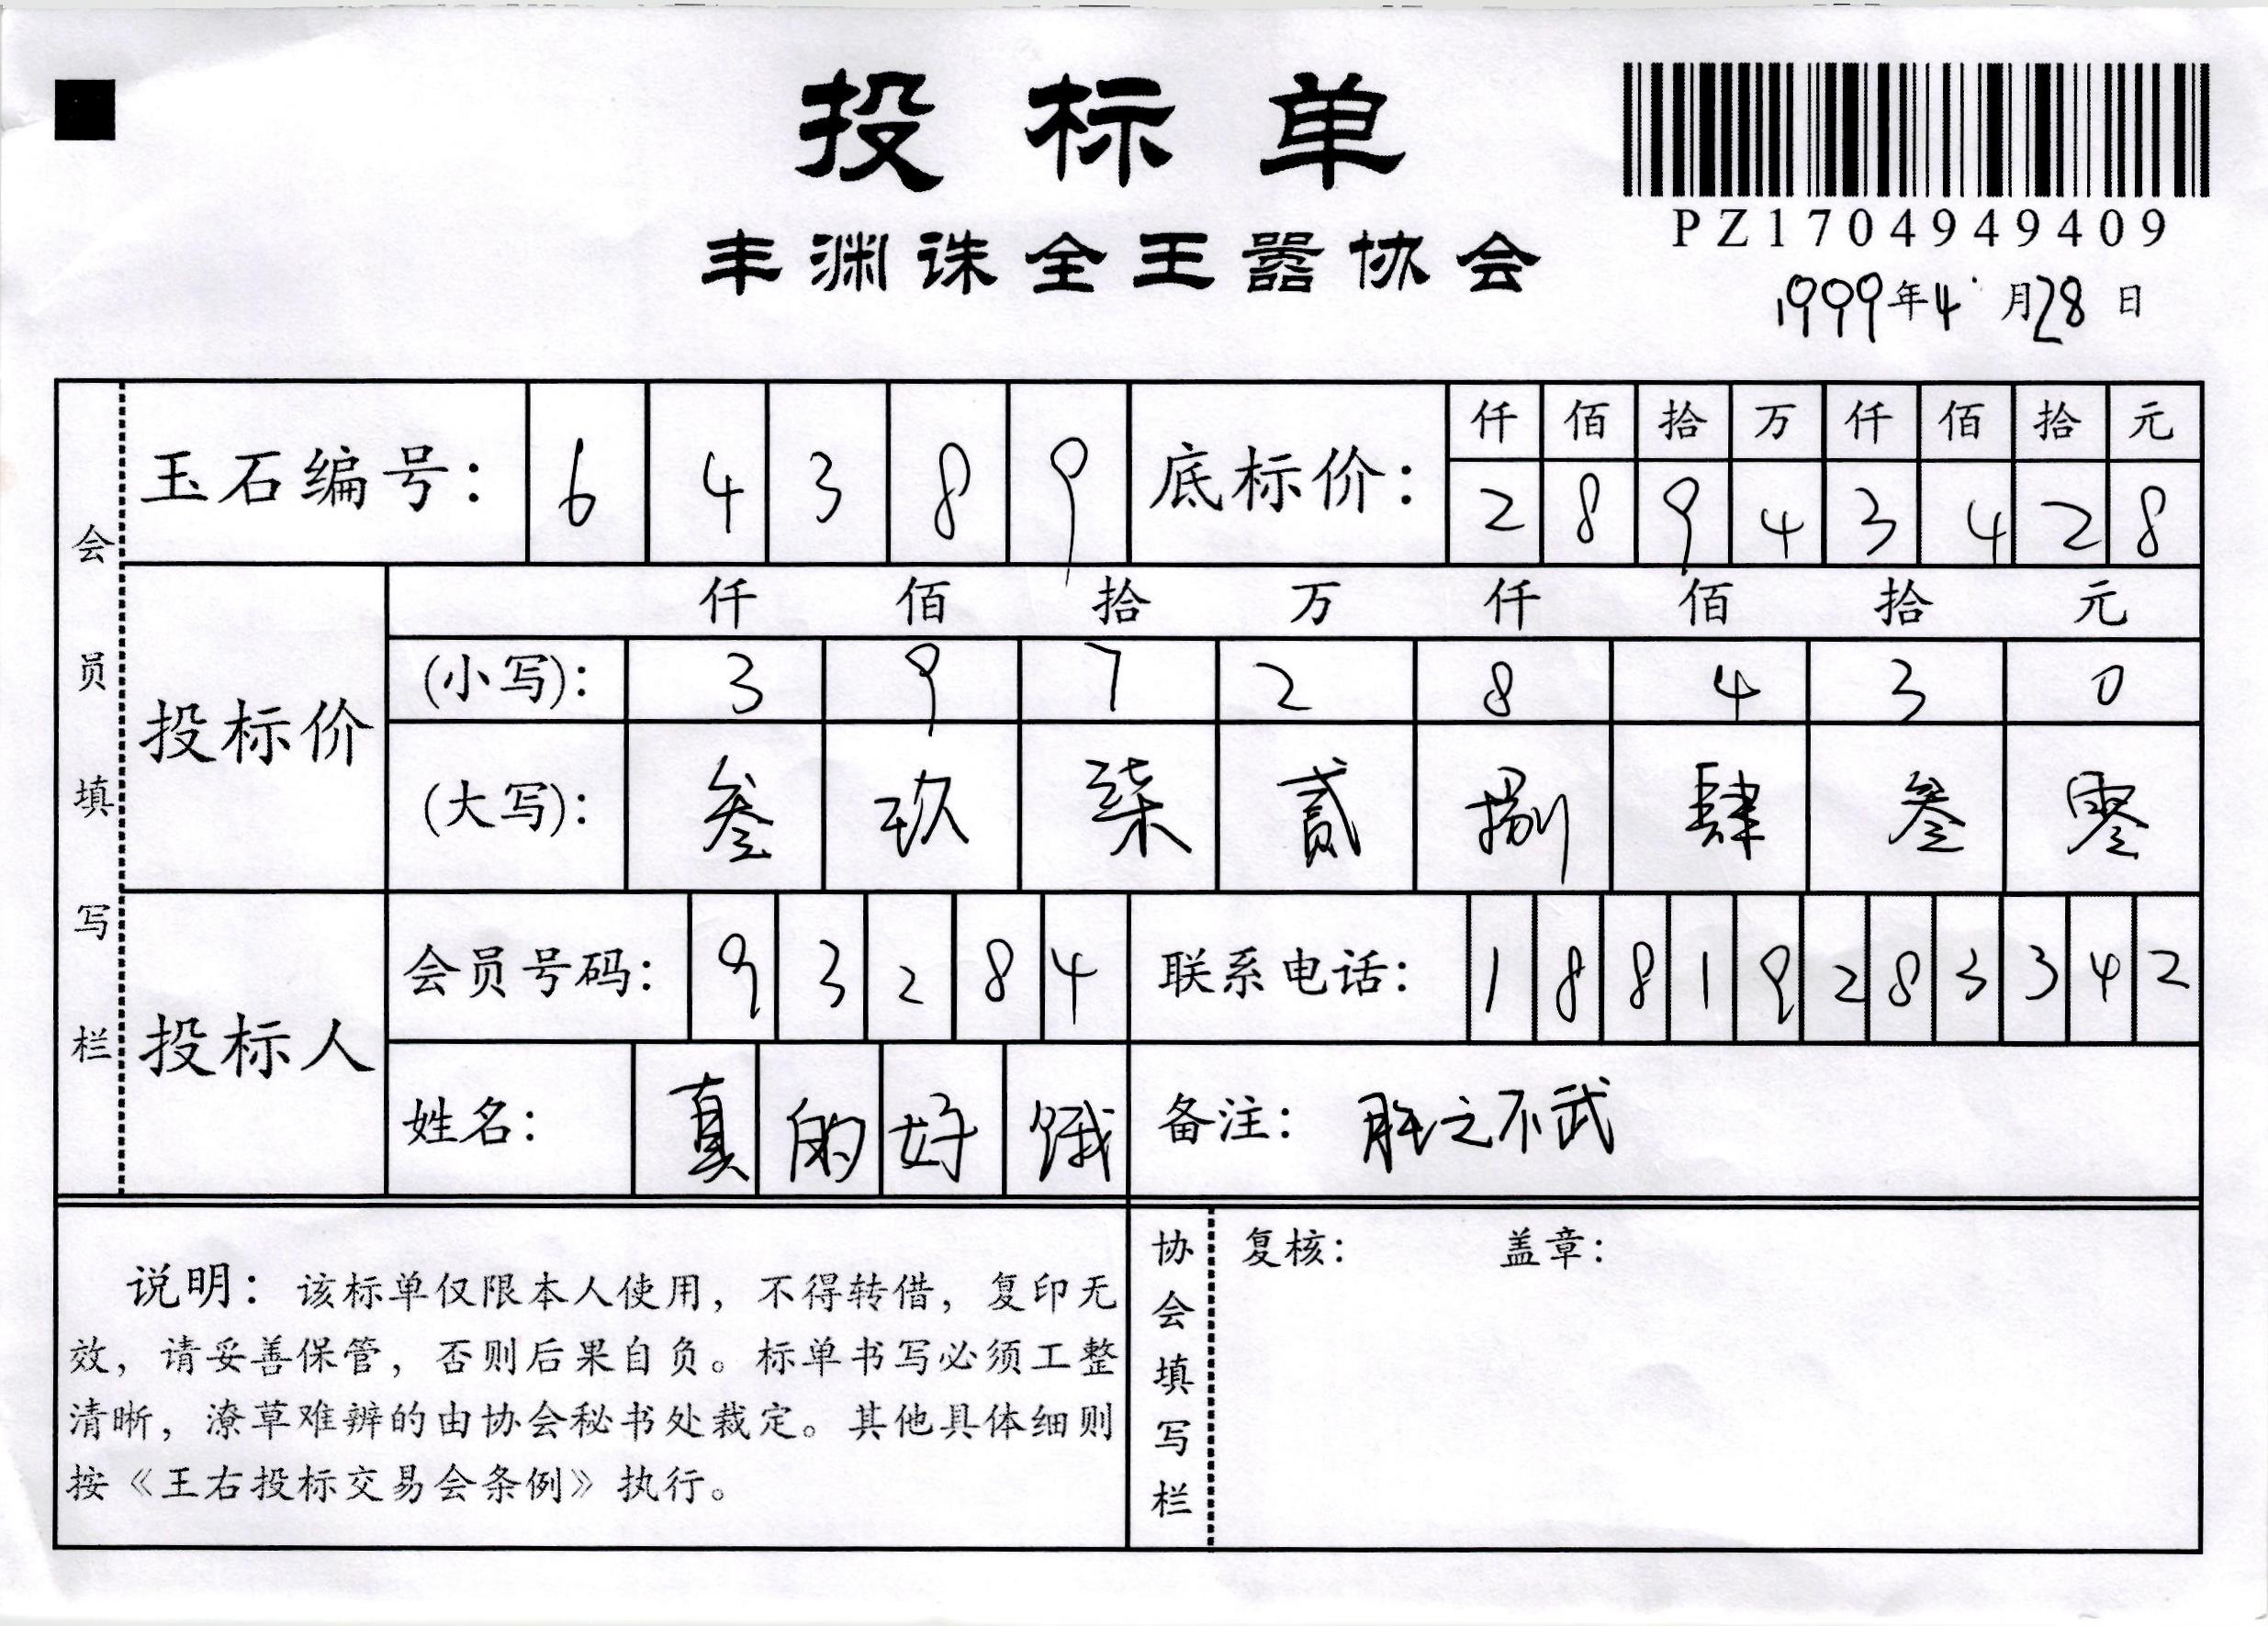 投标单
丰渊诛全王嚣协会
PZ1704949409
1999年4月28日
会员填写栏
玉石编号: 6 4 3 8 9
底标价: 仟 佰 拾 万 仟 佰 拾 元
2 8 9 4 3 4 2 8
投标价
仟 佰 拾 万 仟 佰 拾 元
(小写): 3 9 7 2 8 4 3 0
(大写): 叁 玖 柒 贰 捌 肆 叁 零
投标人
会员号码: 9 3 2 8 4
联系电话: 1 8 8 1 9 2 8 3 3 4 2
姓名: 真 的 好 饿
备注: 胜之不武
说明: 该标单仅限本人使用, 不得转借, 复印无
效, 请妥善保管, 否则后果自负。标单书写必须工整
清晰, 潦草难辨的由协会秘书处裁定。其他具体细则
按《王右投标交易会条例》执行。
协会填写栏
复核: 盖章: